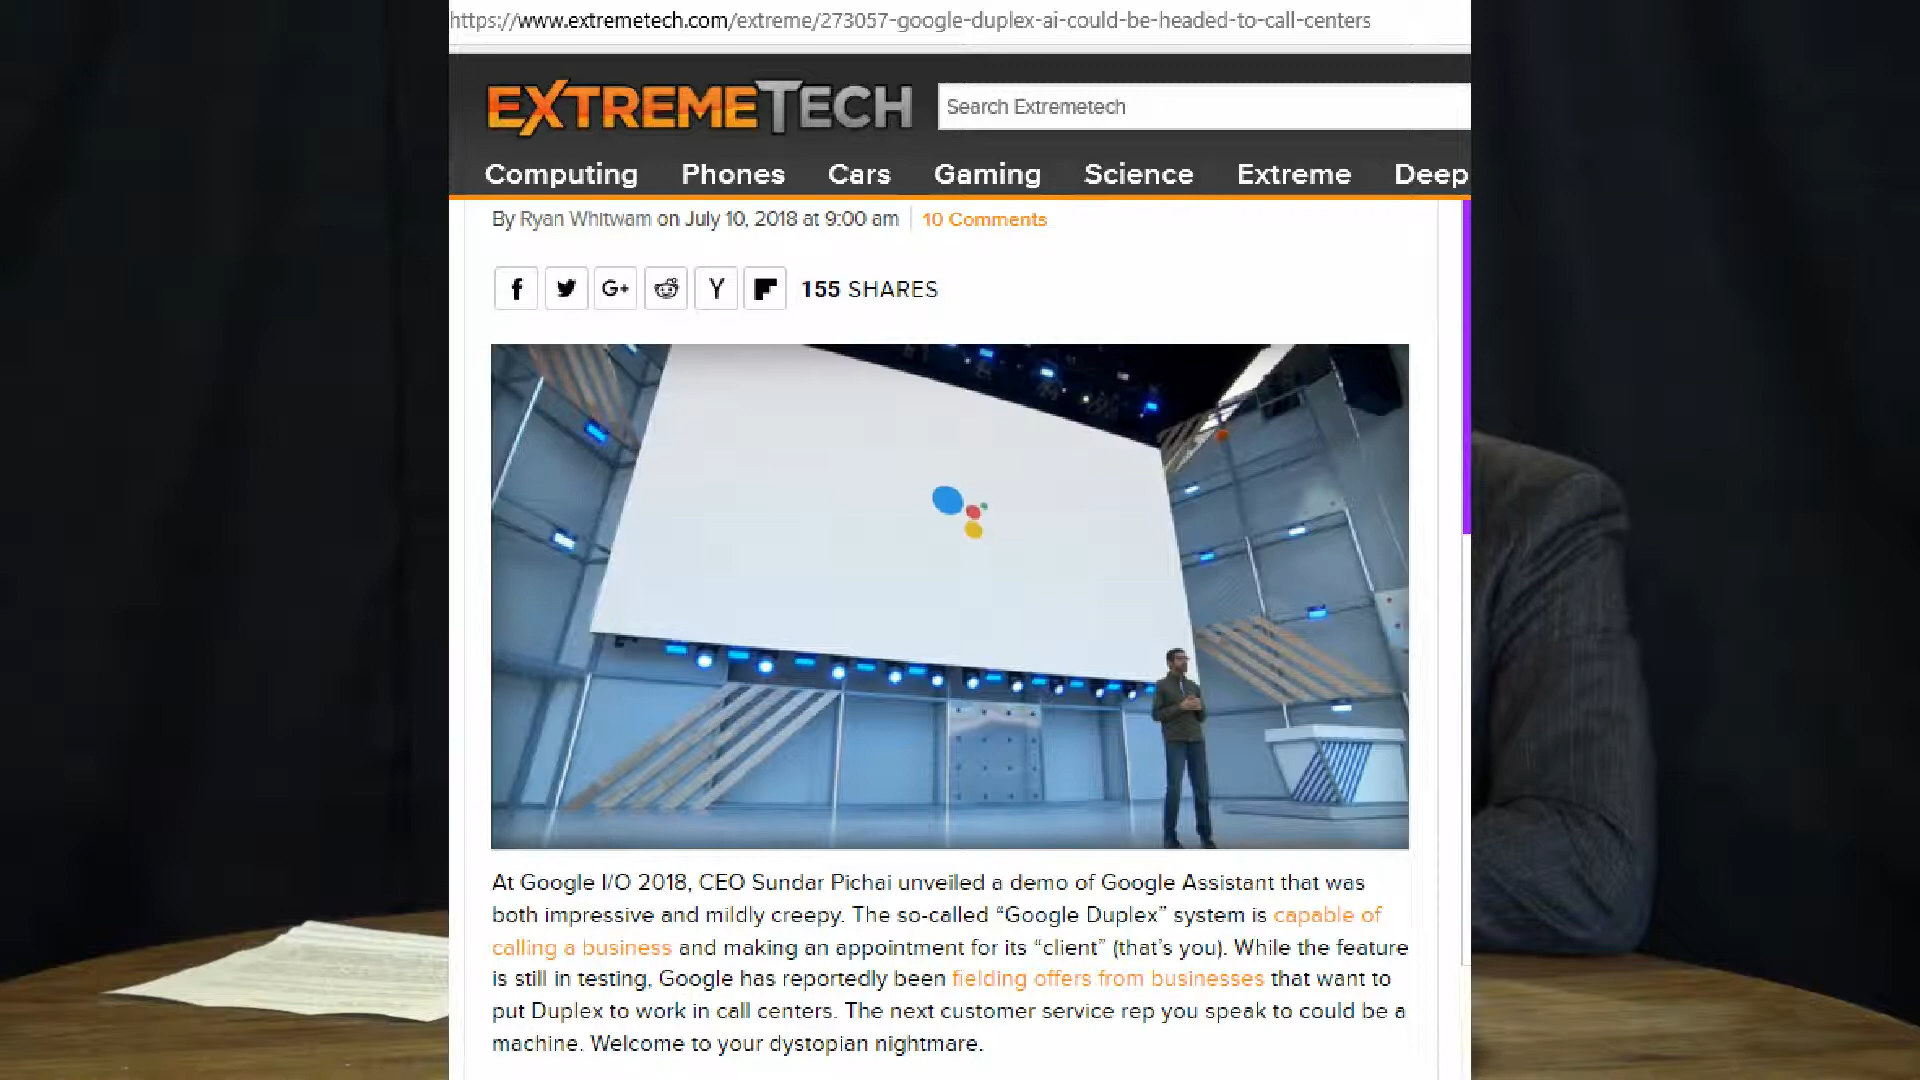 https://www.extremetech.com/extreme/273057-google-duplex-ai-could-be-headed-to-call-centers
EXTREMETECH
Search Extremetech
Computing Phones Cars Gaming Science Extreme Deep
By Ryan Whitwam on July 10, 2018 at 9:00 am 10 Comments
f G+ Y 155 SHARES
At Google I/O 2018, CEO Sundar Pichai unveiled a demo of Google Assistant that was
both impressive and mildly creepy. The so-called “Google Duplex” system is capable of
calling a business and making an appointment for its “client” (that’s you). While the feature
is still in testing, Google has reportedly been fielding offers from businesses that want to
put Duplex to work in call centers. The next customer service rep you speak to could be a
machine. Welcome to your dystopian nightmare.